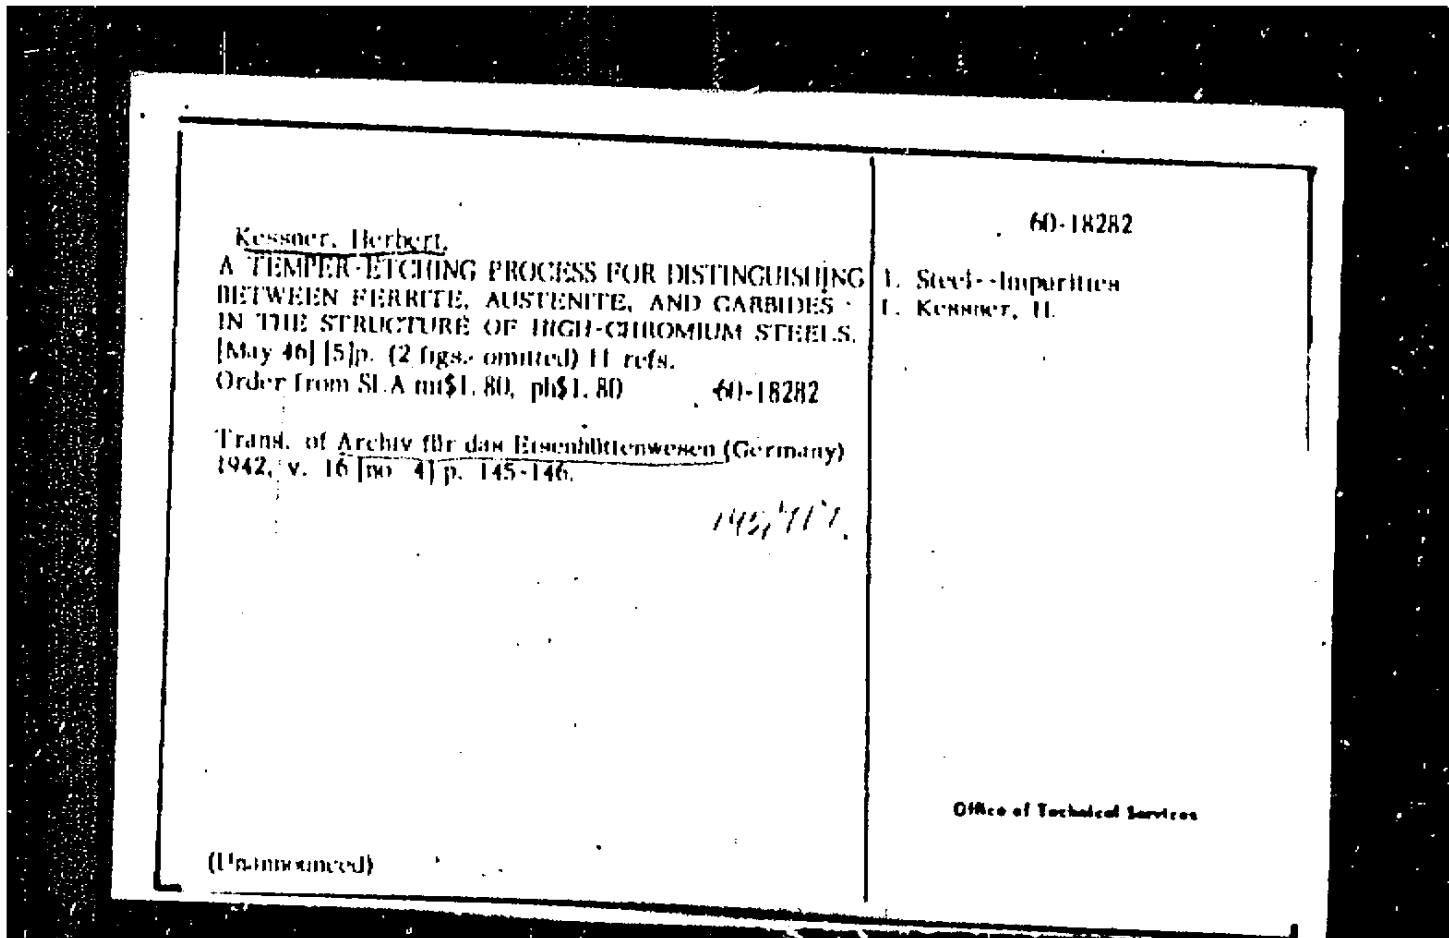 Kessner, Herbert.
A TEMPER-ETCHING PROCESS FOR DISTINGUISHING
BETWEEN FERRITE, AUSTENITE, AND CARBIDES
IN THE STRUCTURE OF HIGH-CHROMIUM STEELS.
[May 46] [5]p. (2 figs. omitted) 11 refs.
Order from SLA mi$1.80, ph$1.80 60-18282
Trans. of Archiv für das Eisenhüttenwesen (Germany)
1942, v. 16 [no 4] p. 145-146.
(Unannounced)
60-18282
1. Steel--Impurities
I. Kessner, H.
Office of Technical Services